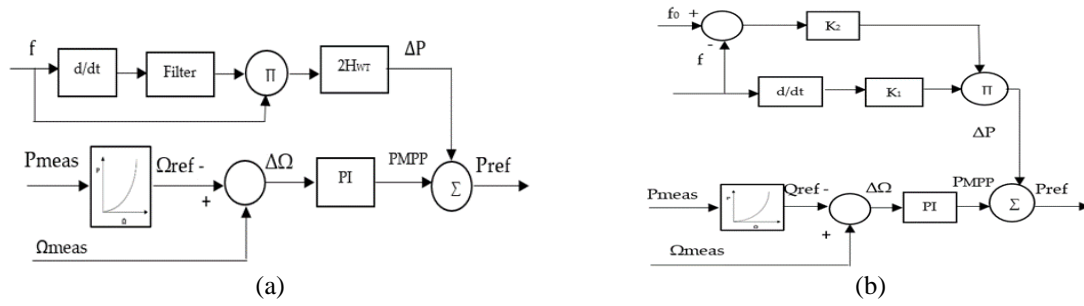 f
d/dt
Filter
Π
2HWT
ΔP
Pmeas
P
Ω
Ωref -
+
ΔΩ
PI
PMPP
Σ
Pref
Ωmeas
(a)
f0 +
-
f
K2
d/dt
K1
Π
ΔP
Pmeas
Ωref -
+
ΔΩ
PI
PMPP
Σ
Pref
Ωmeas
(b)